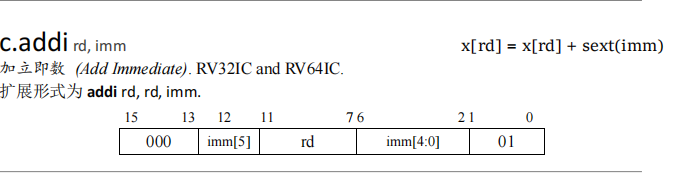 c.addi rd, imm x[rd] = x[rd] + sext(imm)
加立即数 (Add Immediate). RV32IC and RV64IC.
扩展形式为 addi rd, rd, imm.
15 13 12 11 7 6 2 1 0
000 imm[5] rd imm[4:0] 01